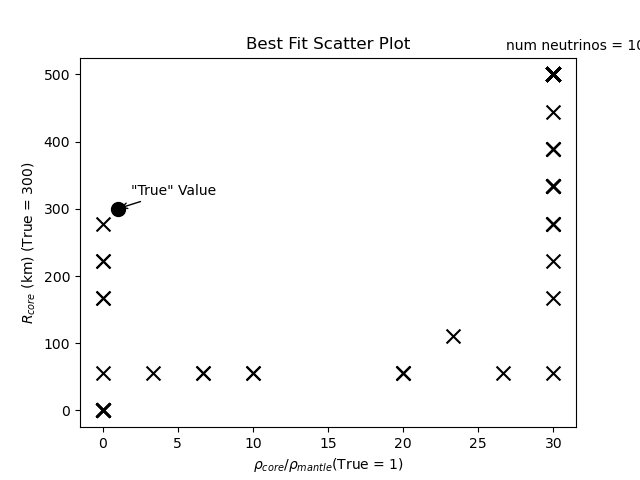 Best Fit Scatter Plot
num neutrinos = 10
500
400
300
200
100
0
"True" Value
R_core (km) (True = 300)
0 5 10 15 20 25 30
ρ_core/ρ_mantle(True = 1)